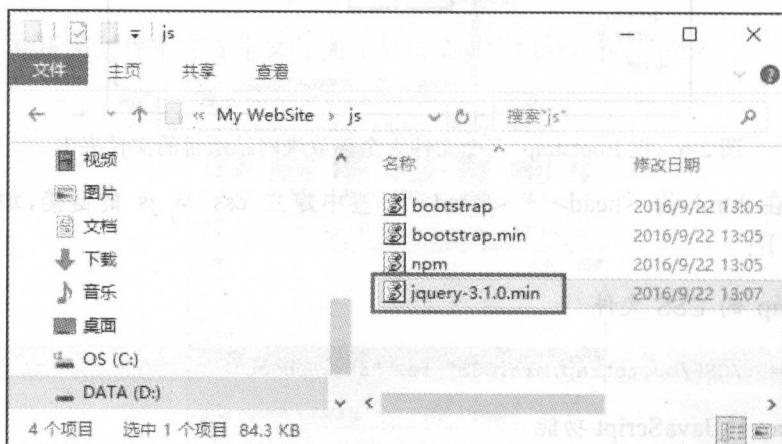 js
文件 主页 共享 查看
My WebSite › js
搜索"js"
视频
图片
文档
下载
音乐
桌面
OS (C:)
DATA (D:)
名称 修改日期
bootstrap 2016/9/22 13:05
bootstrap.min 2016/9/22 13:05
npm 2016/9/22 13:05
jquery-3.1.0.min 2016/9/22 13:07
4 个项目 选中 1 个项目 84.3 KB